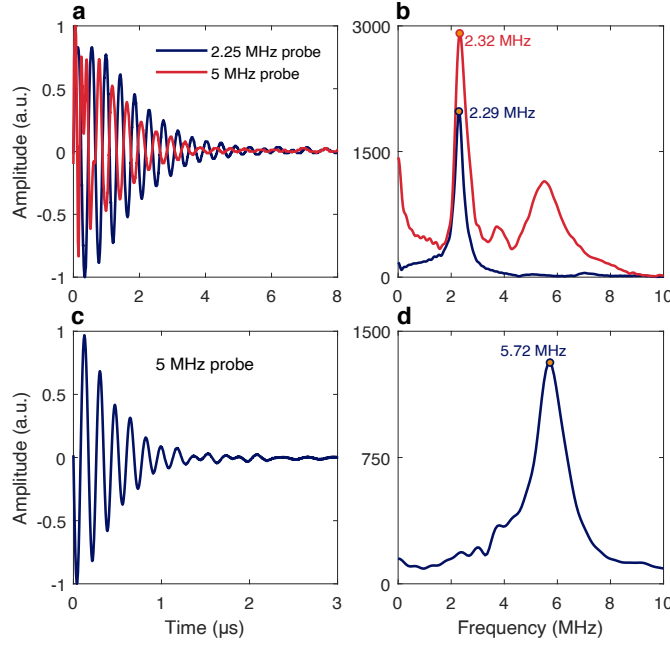 a
2.25 MHz probe
5 MHz probe
1
0.5
0
-0.5
-1
Amplitude (a.u.)
0 2 4 6 8
b
3000
1500
0
2.32 MHz
2.29 MHz
0 2 4 6 8 10
c
5 MHz probe
1
0.5
0
-0.5
-1
Amplitude (a.u.)
0 1 2 3
Time (μs)
d
1500
750
0
5.72 MHz
0 2 4 6 8 10
Frequency (MHz)